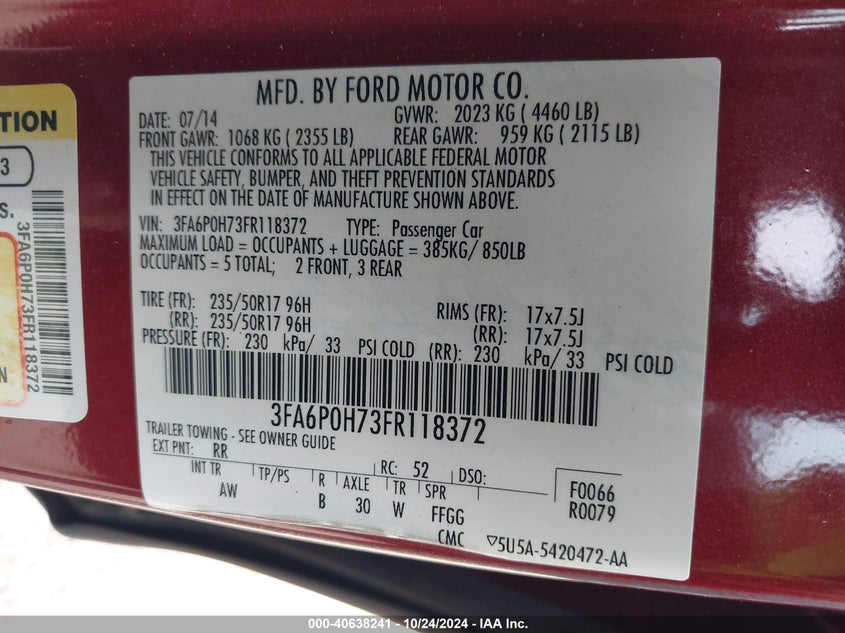 MFD. BY FORD MOTOR CO.
DATE: 07/14 GVWR: 2023 KG ( 4460 LB)
FRONT GAWR: 1068 KG ( 2355 LB) REAR GAWR: 959 KG ( 2115 LB)
THIS VEHICLE CONFORMS TO ALL APPLICABLE FEDERAL MOTOR
VEHICLE SAFETY, BUMPER, AND THEFT PREVENTION STANDARDS
IN EFFECT ON THE DATE OF MANUFACTURE SHOWN ABOVE.
VIN: 3FA6P0H73FR118372 TYPE: Passenger Car
MAXIMUM LOAD = OCCUPANTS + LUGGAGE = 385KG/ 850LB
OCCUPANTS = 5 TOTAL; 2 FRONT, 3 REAR
TIRE (FR): 235/50R17 96H RIMS (FR): 17x7.5J
(RR): 235/50R17 96H (RR): 17x7.5J
PRESSURE (FR): 230 kPa/ 33 PSI COLD (RR): 230 kPa/ 33 PSI COLD
3FA6P0H73FR118372
TRAILER TOWING - SEE OWNER GUIDE
EXT PNT: RR RC: 52 DSO:
INT TR TP/PS R AXLE TR SPR F0066
AW B 30 W FFGG R0079
CMC ▽5U5A-5420472-AA
TION
3
S.
3FA6P0H73FR118372
N
000-40638241 - 10/24/2024 - IAA Inc.